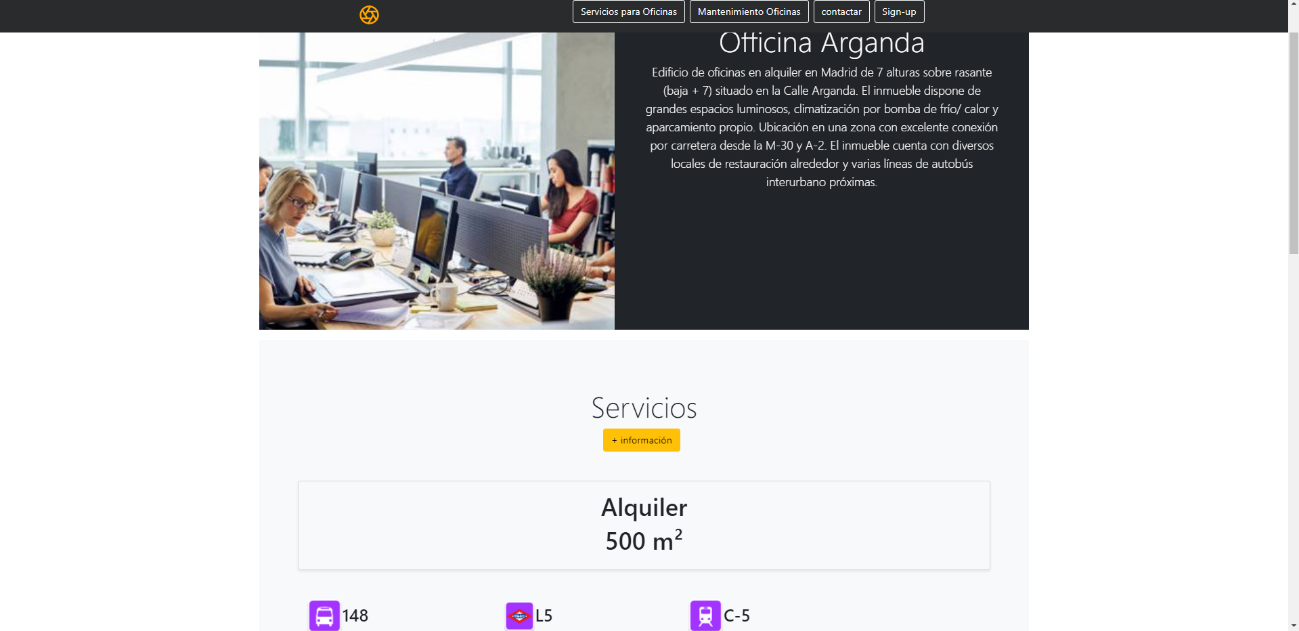 Servicios para Oficinas
Mantenimiento Oficinas
contactar
Sign-up
Officina Arganda
Edificio de oficinas en alquiler en Madrid de 7 alturas sobre rasante
(baja + 7) situado en la Calle Arganda. El inmueble dispone de
grandes espacios luminosos, climatización por bomba de frío/ calor y
aparcamiento propio. Ubicación en una zona con excelente conexión
por carretera desde la M-30 y A-2. El inmueble cuenta con diversos
locales de restauración alrededor y varias líneas de autobús
interurbano próximas.
Servicios
+ información
Alquiler
500 m²
148
L5
C-5